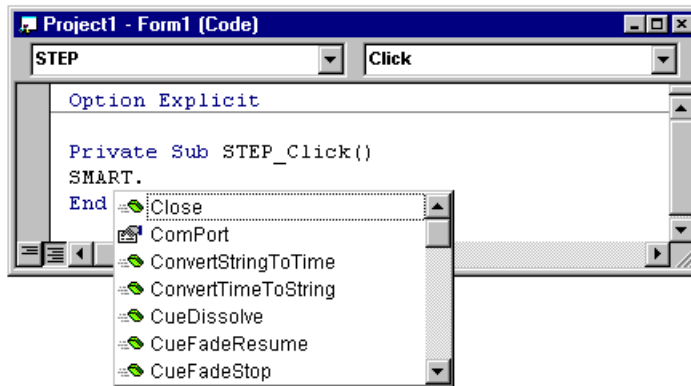 Project1 - Form1 (Code)
STEP Click
Option Explicit
Private Sub STEP_Click()
SMART.
End
Close
ComPort
ConvertStringToTime
ConvertTimeToString
CueDissolve
CueFadeResume
CueFadeStop